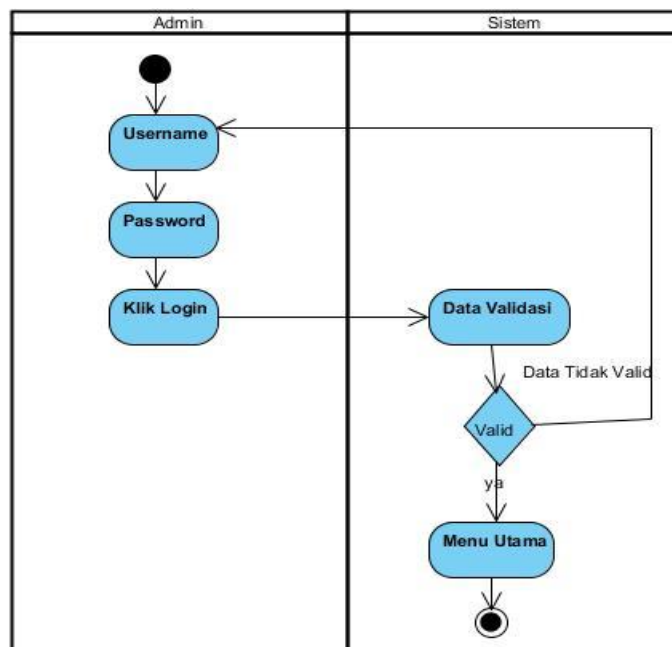 Admin
Sistem
Username
Password
Klik Login
Data Validasi
Data Tidak Valid
Valid
ya
Menu Utama